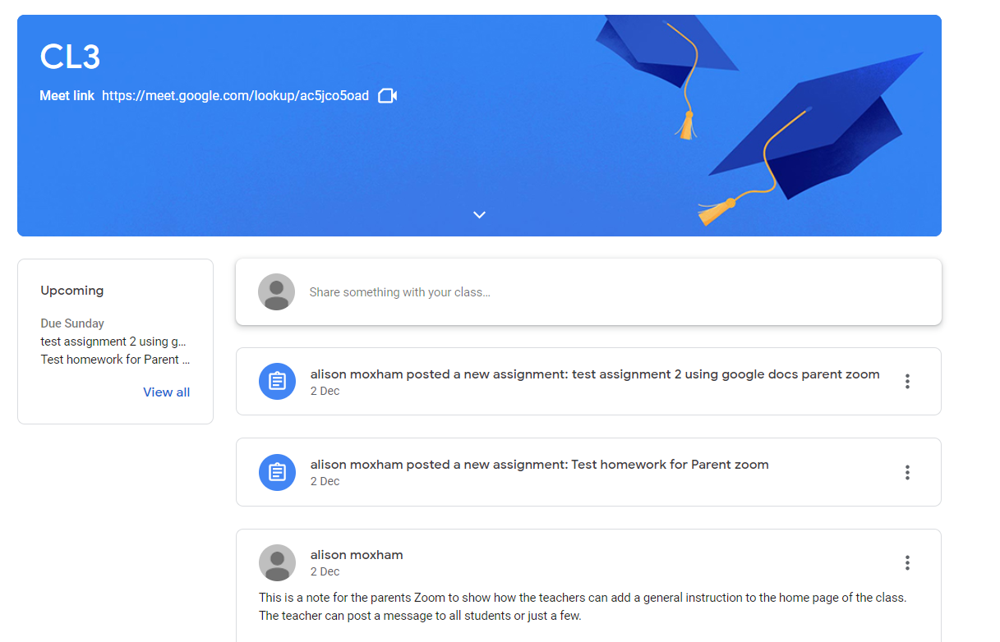 CL3
Meet link https://meet.google.com/lookup/ac5jco5oad
Upcoming
Due Sunday
test assignment 2 using g...
Test homework for Parent ...
View all
Share something with your class...
alison moxham posted a new assignment: test assignment 2 using google docs parent zoom
2 Dec
alison moxham posted a new assignment: Test homework for Parent zoom
2 Dec
alison moxham
2 Dec
This is a note for the parents Zoom to show how the teachers can add a general instruction to the home page of the class.
The teacher can post a message to all students or just a few.